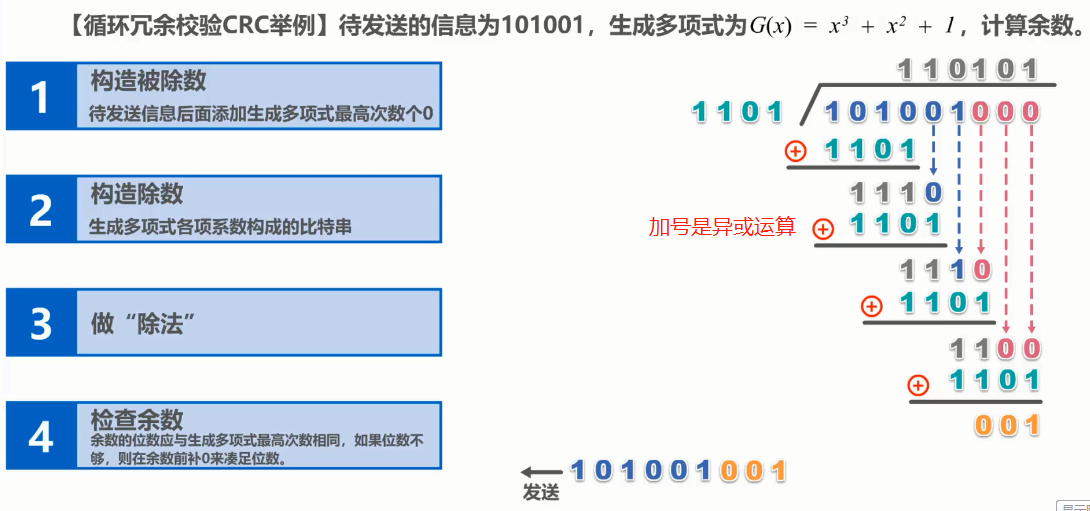 【循环冗余校验CRC举例】待发送的信息为101001，生成多项式为G(x) = x³ + x² + 1，计算余数。
1
构造被除数
待发送信息后面添加生成多项式最高次数个0
2
构造除数
生成多项式各项系数构成的比特串
3
做“除法”
4
检查余数
余数的位数应与生成多项式最高次数相同，如果位数不
够，则在余数前补0来凑足位数。
110101
1101
101001000
1101
1110
加号是异或运算
1101
1110
1101
1100
1101
001
101001001
发送